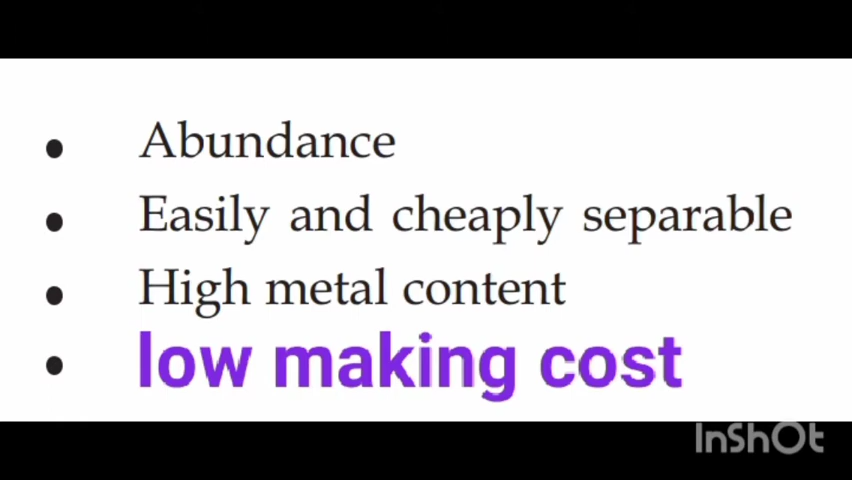 • Abundance
• Easily and cheaply separable
• High metal content
• low making cost
InShOt